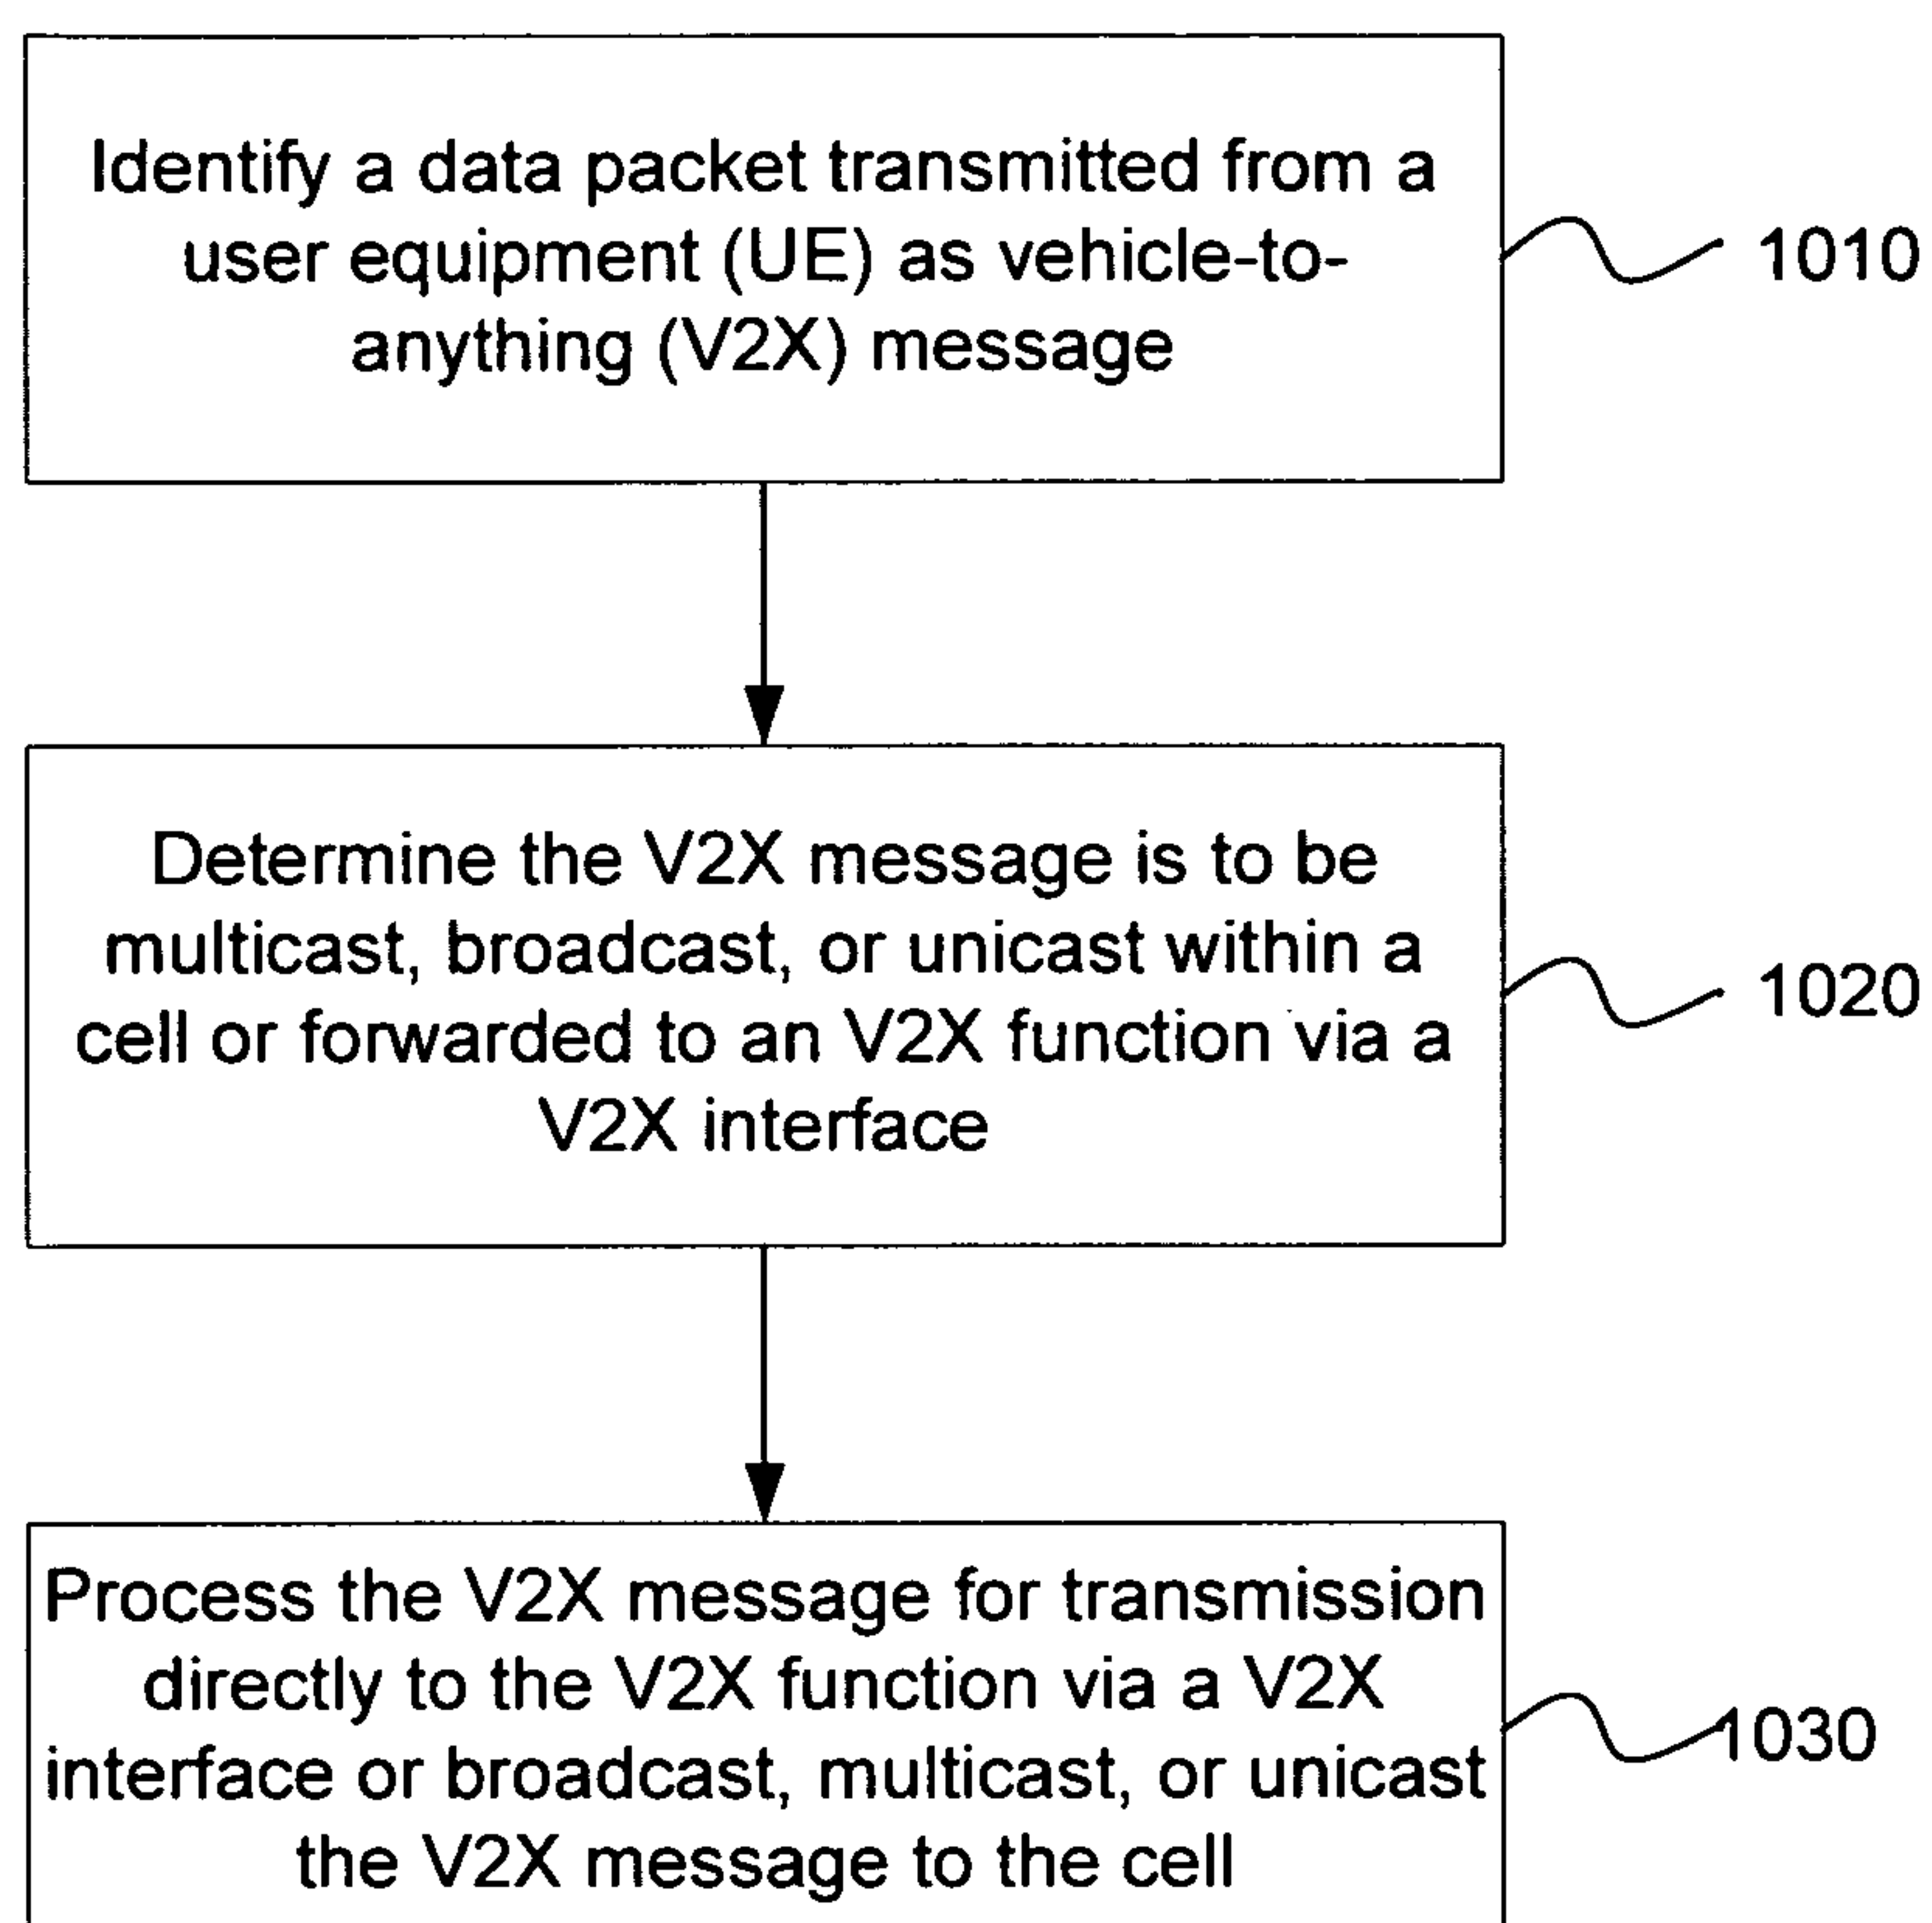 Identify a data packet transmitted from a
user equipment (UE) as vehicle-to-
anything (V2X) message
1010
Determine the V2X message is to be
multicast, broadcast, or unicast within a
cell or forwarded to an V2X function via a
V2X interface
1020
Process the V2X message for transmission
directly to the V2X function via a V2X
interface or broadcast, multicast, or unicast
the V2X message to the cell
1030